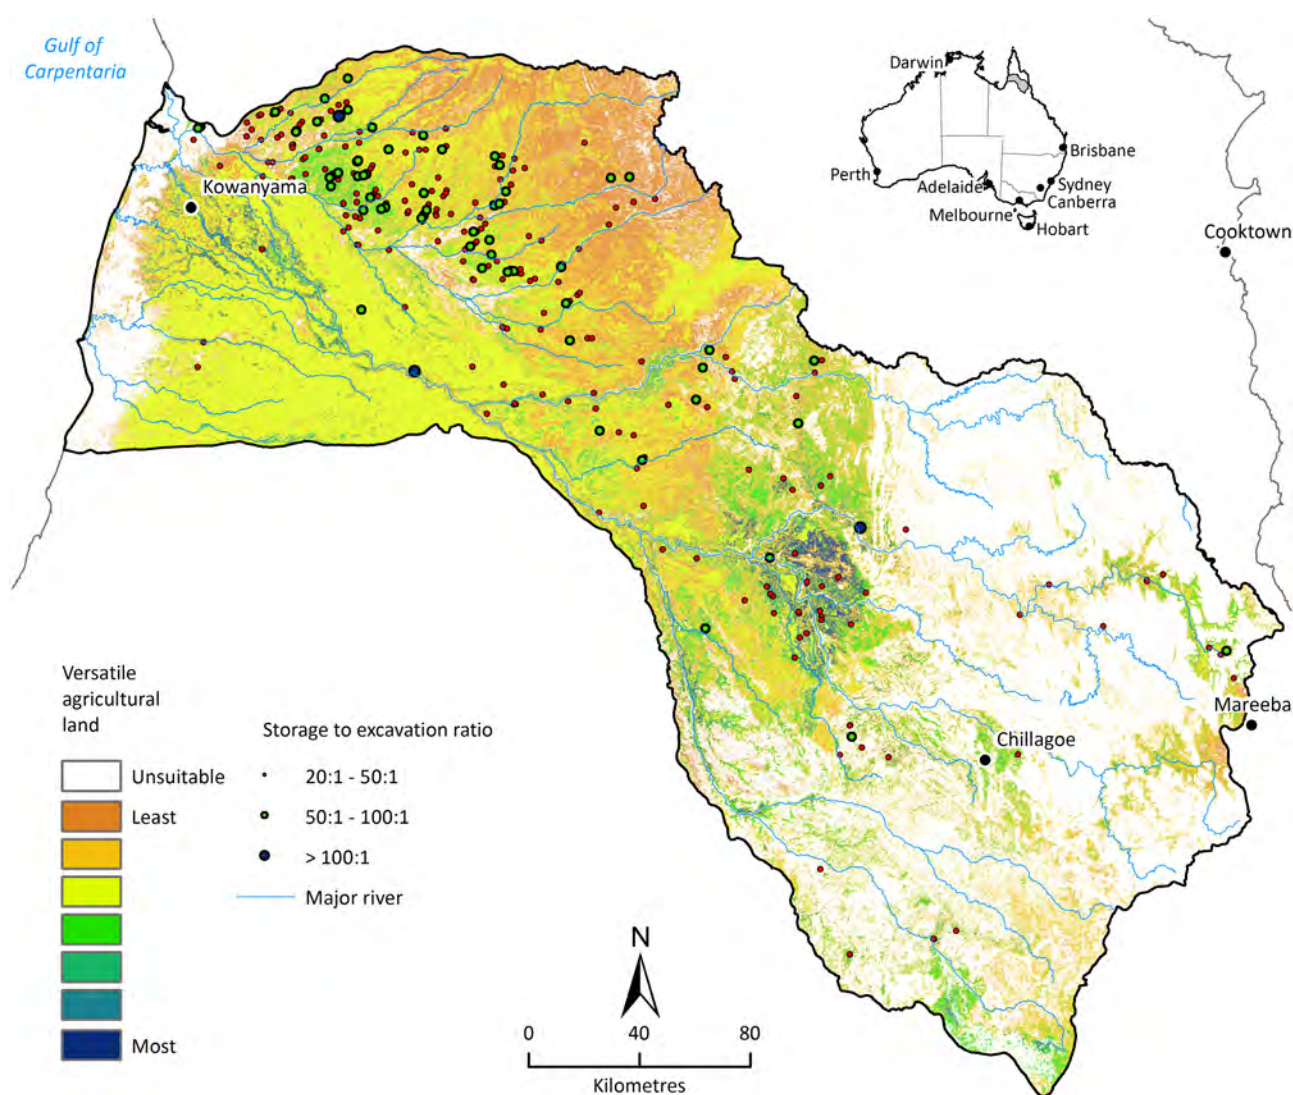 Gulf of
Carpentaria
Darwin
Brisbane
Perth
Adelaide
Sydney
Canberra
Melbourne
Hobart
Kowanyama
Cooktown
Mareeba
Chillagoe
Versatile
agricultural
land
Unsuitable
Least
Most
Storage to excavation ratio
20:1 - 50:1
50:1 - 100:1
> 100:1
Major river
N
0 40 80
Kilometres